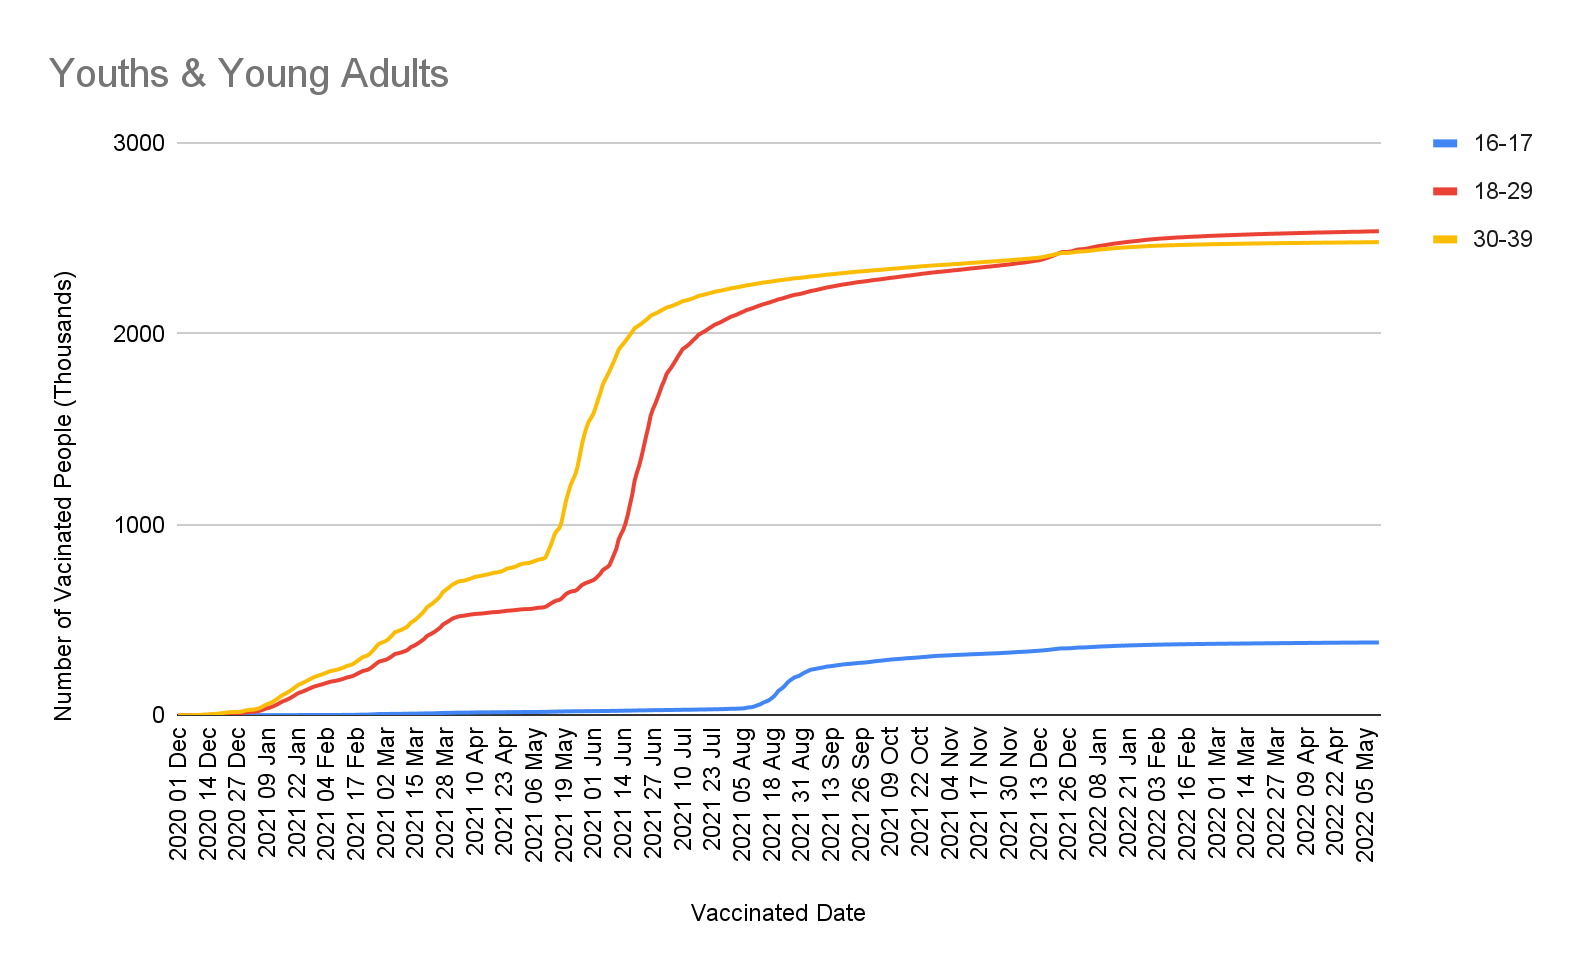 Youths & Young Adults
3000
2000
1000
0
Number of Vacinated People (Thousands)
16-17
18-29
30-39
2020 01 Dec
2020 14 Dec
2020 27 Dec
2021 09 Jan
2021 22 Jan
2021 04 Feb
2021 17 Feb
2021 02 Mar
2021 15 Mar
2021 28 Mar
2021 10 Apr
2021 23 Apr
2021 06 May
2021 19 May
2021 01 Jun
2021 14 Jun
2021 27 Jun
2021 10 Jul
2021 23 Jul
2021 05 Aug
2021 18 Aug
2021 31 Aug
2021 13 Sep
2021 26 Sep
2021 09 Oct
2021 22 Oct
2021 04 Nov
2021 17 Nov
2021 30 Nov
2021 13 Dec
2021 26 Dec
2022 08 Jan
2022 21 Jan
2022 03 Feb
2022 16 Feb
2022 01 Mar
2022 14 Mar
2022 27 Mar
2022 09 Apr
2022 22 Apr
2022 05 May
Vaccinated Date